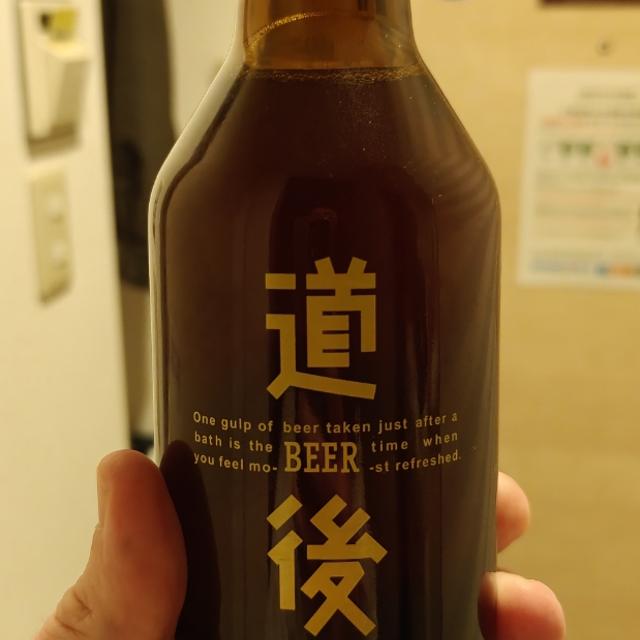 道
One gulp of beer taken just after a
bath is the time when
you feel mo- BEER -st refreshed.
後